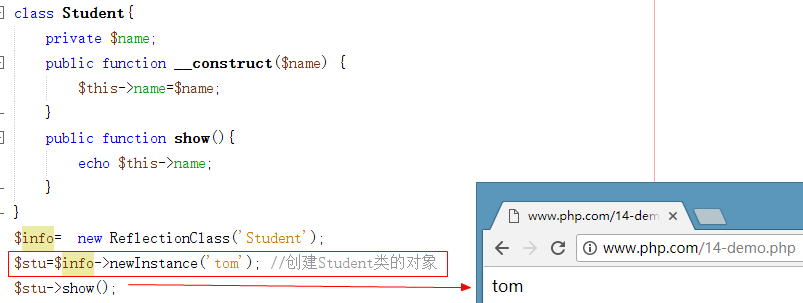 class Student{
private $name;
public function __construct($name) {
$this->name=$name;
}
public function show(){
echo $this->name;
}
}
$info=  new ReflectionClass('Student');
$stu=$info->newInstance('tom'); //创建Student类的对象
$stu->show();
www.php.com/14-dem
www.php.com/14-demo.php
tom